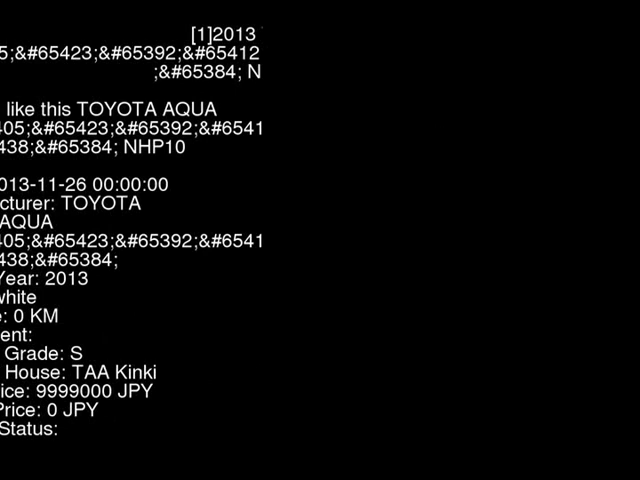 [1]2013
5;&#65423;&#65392;&#65412
;&#65384; N
like this TOYOTA AQUA
405;&#65423;&#65392;&#6541
438;&#65384; NHP10
013-11-26 00:00:00
cturer: TOYOTA
AQUA
405;&#65423;&#65392;&#6541
438;&#65384;
Year: 2013
white
e: 0 KM
ent:
Grade: S
House: TAA Kinki
ice: 9999000 JPY
Price: 0 JPY
Status: